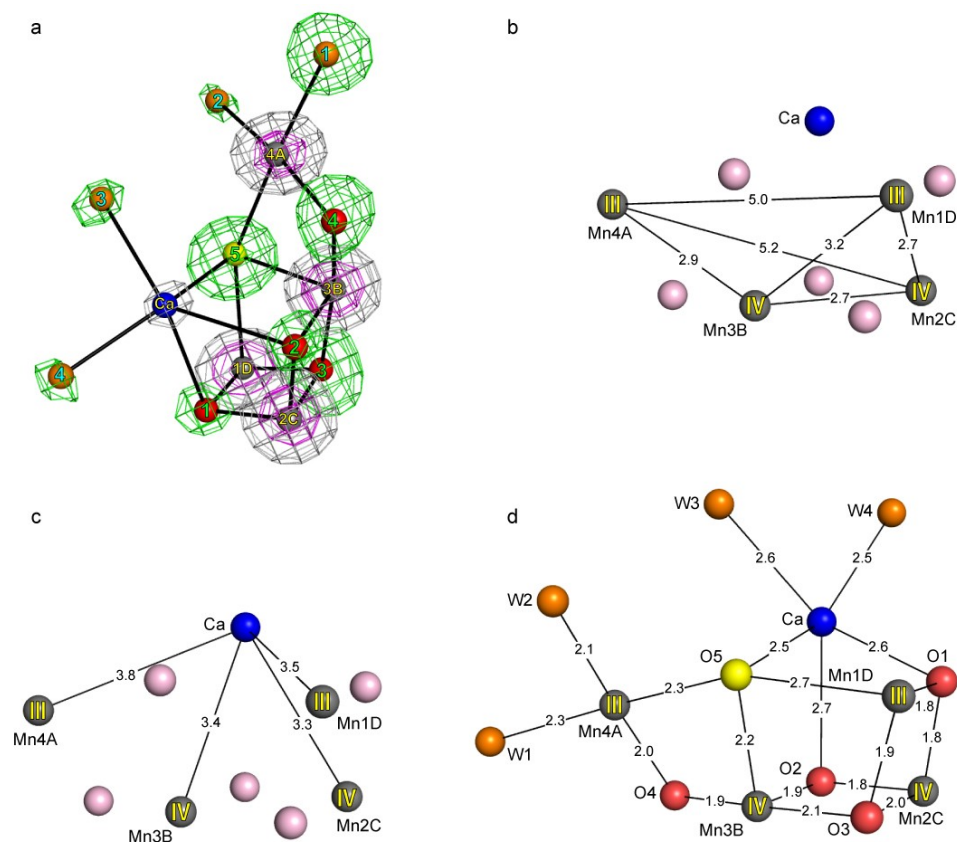 a
1
2
4A
3
4
5
Ca
3B
4
2
1D
3
1
2C
b
Ca
III
5.0
III
Mn4A
Mn1D
5.2
3.2
2.7
2.9
IV
2.7
IV
Mn3B
Mn2C
c
Ca
3.8
3.5
III
III
Mn4A
3.4
3.3
Mn1D
IV
IV
Mn3B
Mn2C
d
W3
W4
2.6
2.5
W2
Ca
2.1
2.5
2.6
O5
Mn1D
O1
2.3
2.7
III
1.8
III
2.3
Mn4A
2.7
1.8
W1
2.2
1.9
2.0
O2
O4
1.9
IV
1.9
1.8
IV
Mn3B
2.1
2.0
Mn2C
O3